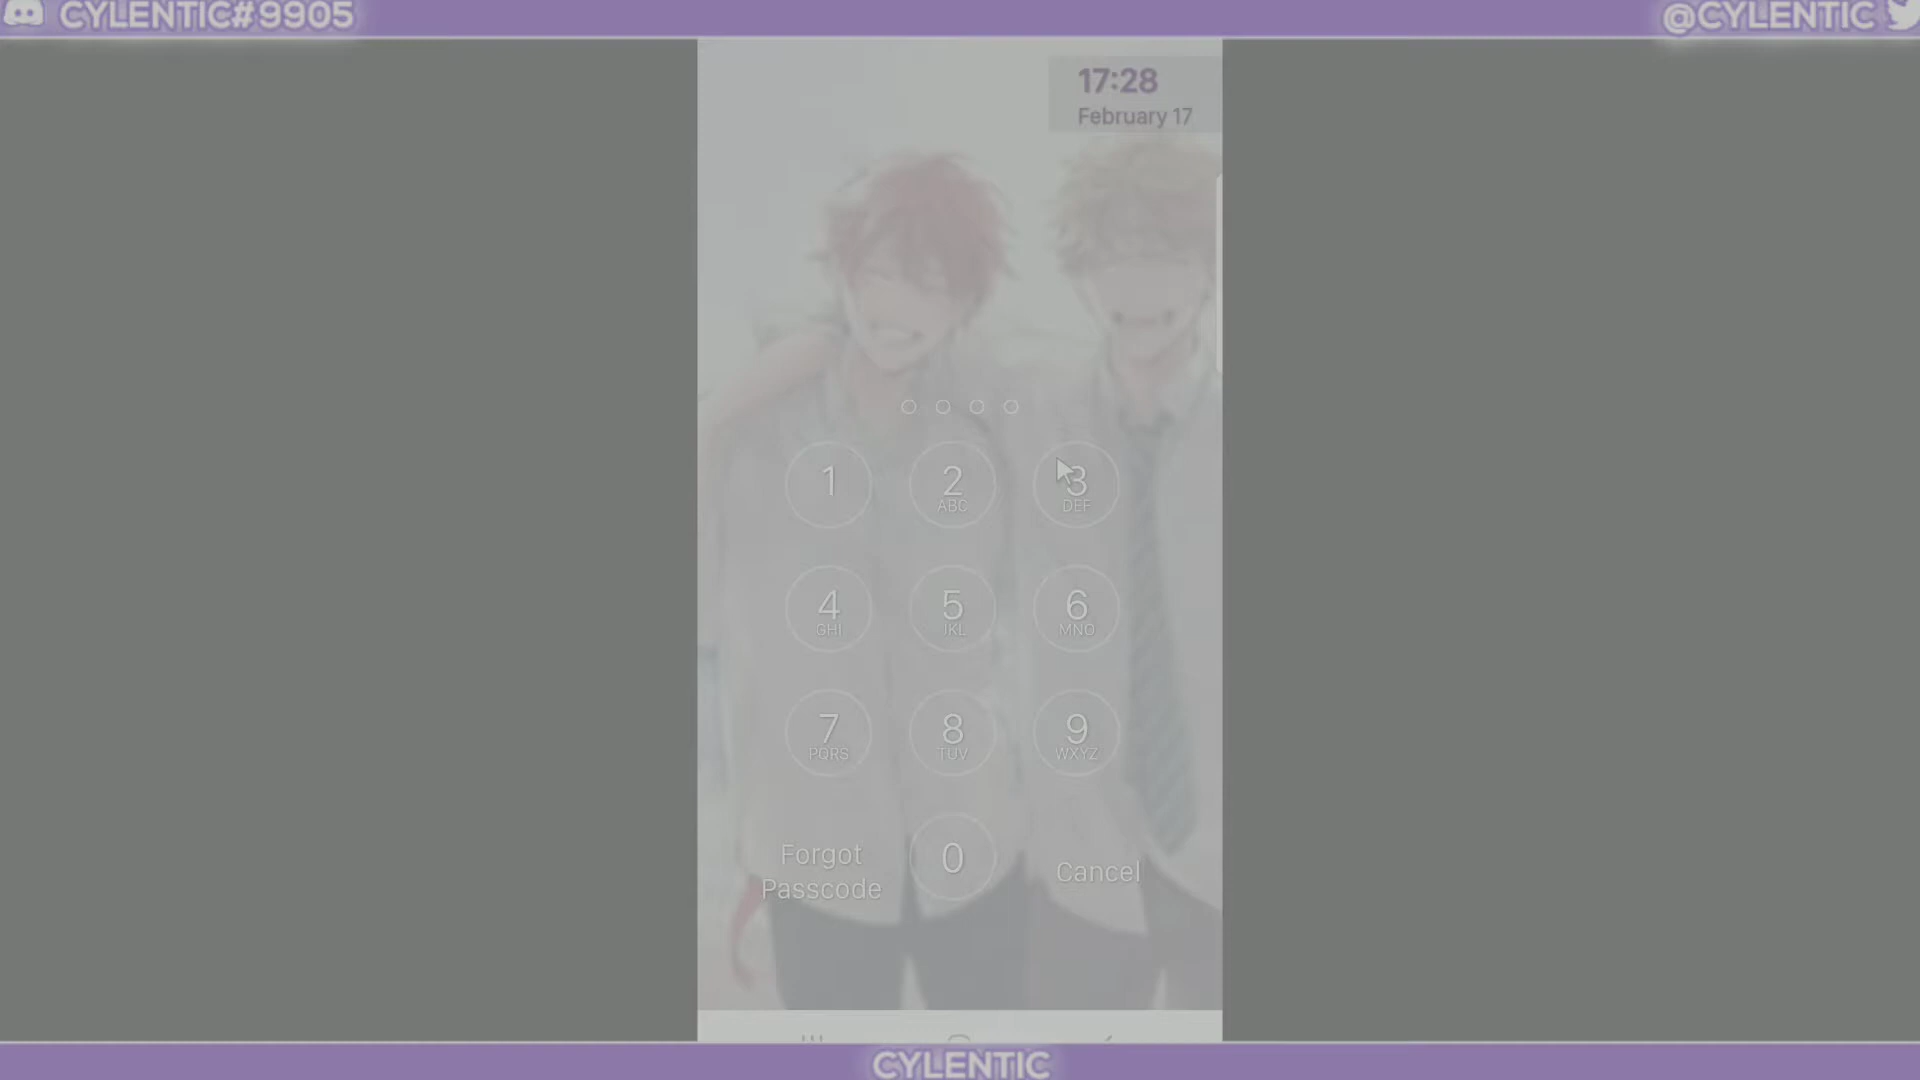 CYLENTIC#9905
@CYLENTIC
17:28
February 17
1
2
ABC
3
DEF
4
GHI
5
JKL
6
MNO
7
PQRS
8
TUV
9
WXYZ
Forgot
Passcode
0
Cancel
CYLENTIC